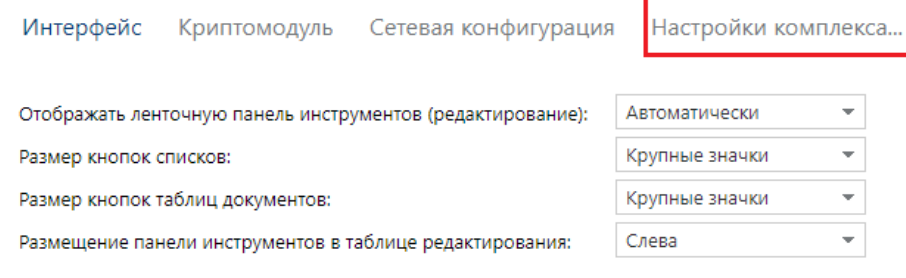 Интерфейс Криптомодуль Сетевая конфигурация Настройки комплекса...
Отображать ленточную панель инструментов (редактирование): Автоматически
Размер кнопок списков: Крупные значки
Размер кнопок таблиц документов: Крупные значки
Размещение панели инструментов в таблице редактирования: Слева